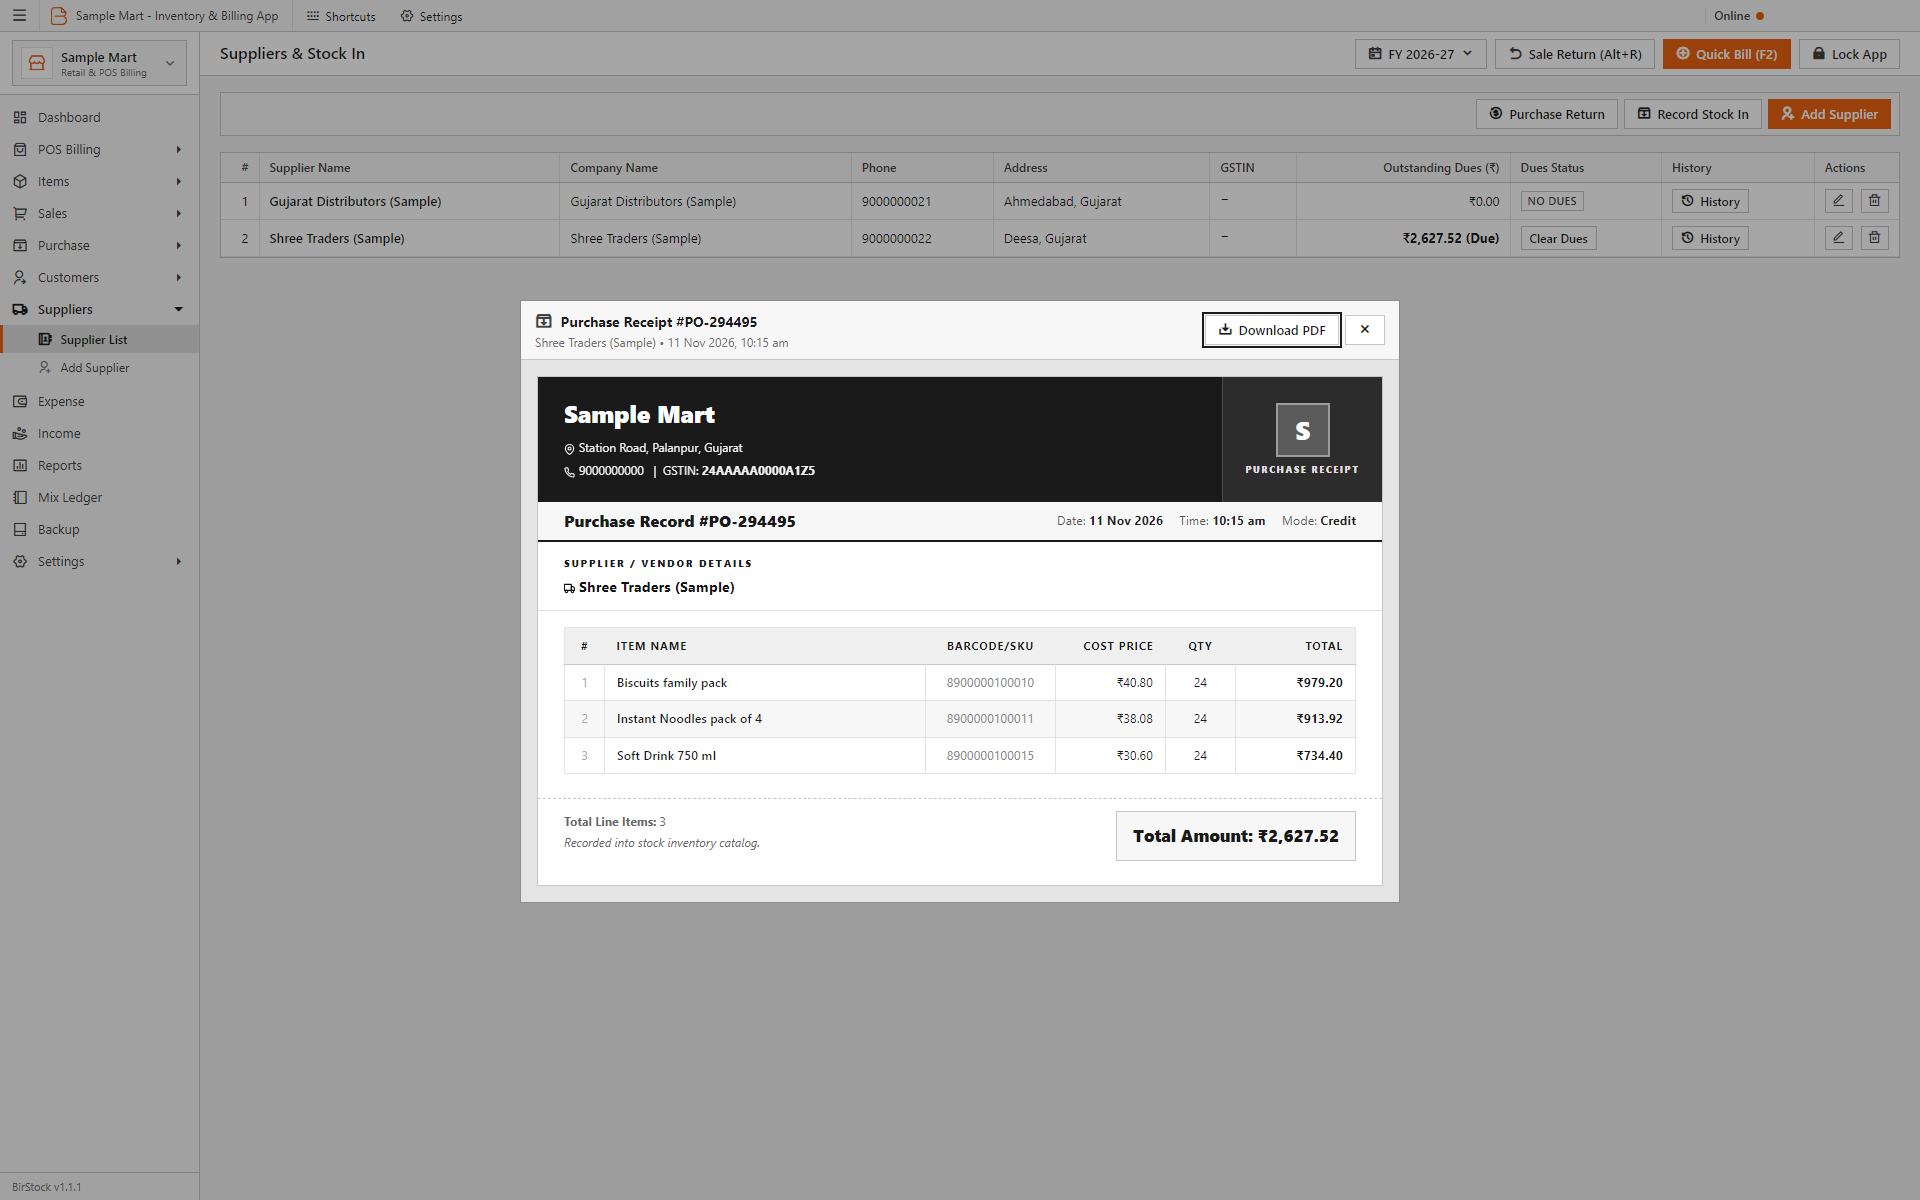 Sample Mart - Inventory & Billing App
Shortcuts
Settings
Online
Sample Mart
Retail & POS Billing
Suppliers & Stock In
FY 2026-27
Sale Return (Alt+R)
Quick Bill (F2)
Lock App
Dashboard
POS Billing
Items
Sales
Purchase
Customers
Suppliers
Supplier List
Add Supplier
Expense
Income
Reports
Mix Ledger
Backup
Settings
BirStock v1.1.1
Purchase Return
Record Stock In
Add Supplier
# Supplier Name Company Name Phone Address GSTIN Outstanding Dues (₹) Dues Status History Actions
1 Gujarat Distributors (Sample) Gujarat Distributors (Sample) 9000000021 Ahmedabad, Gujarat – ₹0.00 NO DUES History
2 Shree Traders (Sample) Shree Traders (Sample) 9000000022 Deesa, Gujarat – ₹2,627.52 (Due) Clear Dues History
Purchase Receipt #PO-294495
Shree Traders (Sample) • 11 Nov 2026, 10:15 am
Download PDF
Sample Mart
Station Road, Palanpur, Gujarat
9000000000 | GSTIN: 24AAAAA0000A1Z5
S
PURCHASE RECEIPT
Purchase Record #PO-294495
Date: 11 Nov 2026 Time: 10:15 am Mode: Credit
SUPPLIER / VENDOR DETAILS
Shree Traders (Sample)
# ITEM NAME BARCODE/SKU COST PRICE QTY TOTAL
1 Biscuits family pack 8900000100010 ₹40.80 24 ₹979.20
2 Instant Noodles pack of 4 8900000100011 ₹38.08 24 ₹913.92
3 Soft Drink 750 ml 8900000100015 ₹30.60 24 ₹734.40
Total Line Items: 3
Recorded into stock inventory catalog.
Total Amount: ₹2,627.52